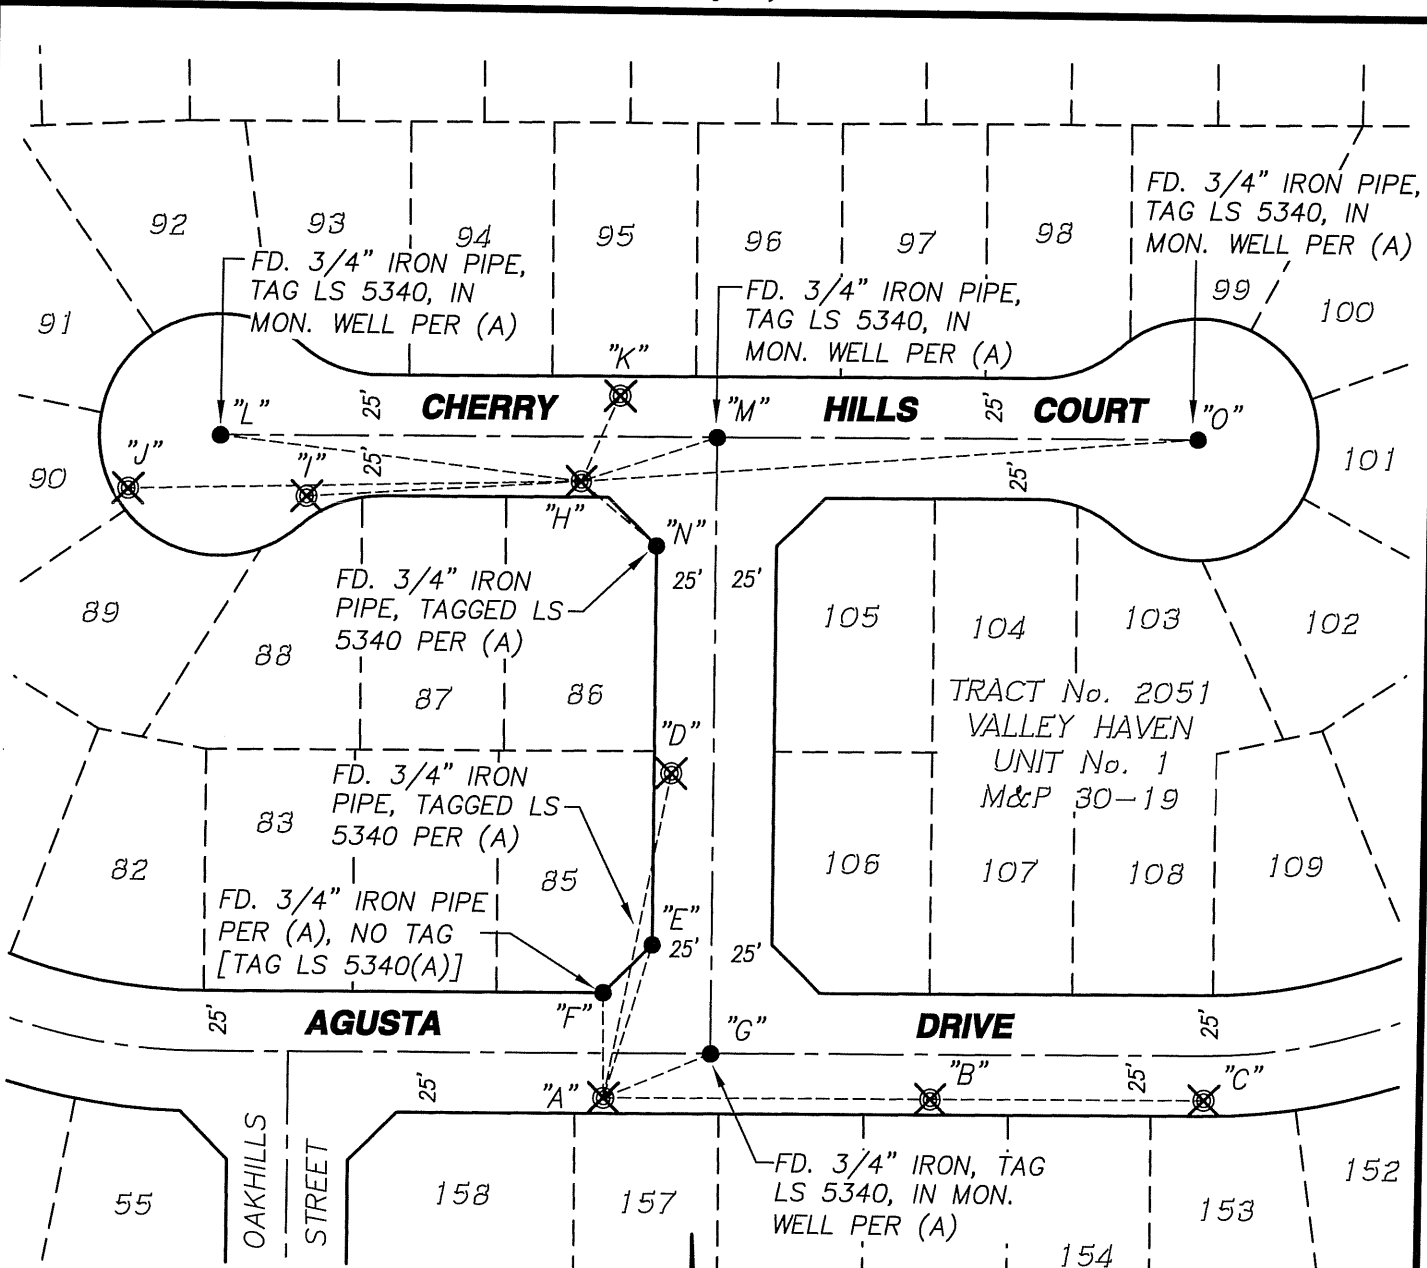 92
93
94
95
96
97
98
99
100
91
FD. 3/4" IRON PIPE,
TAG LS 5340, IN
MON. WELL PER (A)
FD. 3/4" IRON PIPE,
TAG LS 5340, IN
MON. WELL PER (A)
FD. 3/4" IRON PIPE,
TAG LS 5340, IN
MON. WELL PER (A)
"K"
"L"
25'
CHERRY
"M"
HILLS
25'
COURT
"O"
"J"
"I"
25'
90
101
"H"
"N"
25'
25'
25'
FD. 3/4" IRON
PIPE, TAGGED LS
5340 PER (A)
89
88
87
86
105
104
103
102
TRACT No. 2051
VALLEY HAVEN
UNIT No. 1
M&P 30-19
"D"
FD. 3/4" IRON
PIPE, TAGGED LS
5340 PER (A)
82
83
85
106
107
108
109
FD. 3/4" IRON PIPE
PER (A), NO TAG
[TAG LS 5340(A)]
"E"
25'
25'
25'
AGUSTA
"F"
"G"
DRIVE
25'
25'
"A"
"B"
25'
"C"
FD. 3/4" IRON, TAG
LS 5340, IN MON.
WELL PER (A)
55
OAKHILLS
STREET
158
157
154
153
152